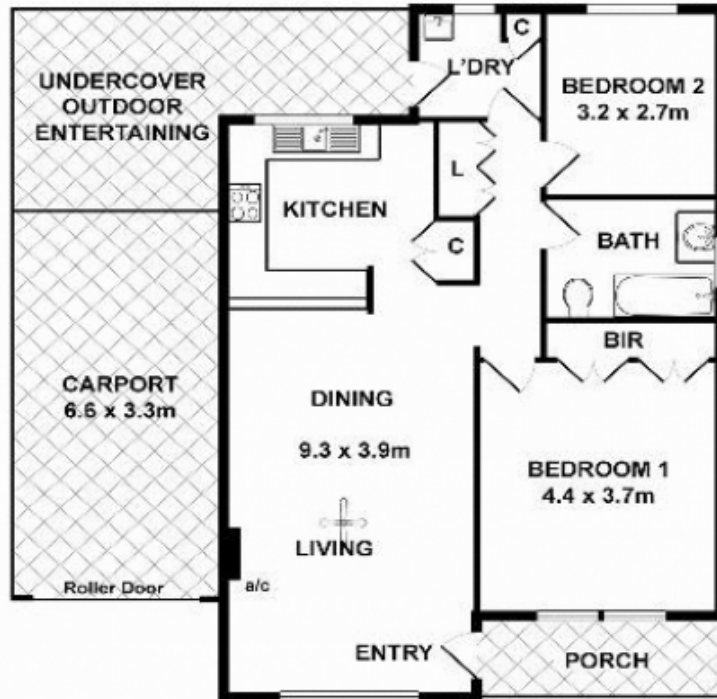 C
L'DRY
UNDERCOVER
OUTDOOR
ENTERTAINING
BEDROOM 2
3.2 x 2.7m
L
KITCHEN
C
BATH
BIR
CARPORT
6.6 x 3.3m
DINING
9.3 x 3.9m
BEDROOM 1
4.4 x 3.7m
LIVING
a/c
Roller Door
ENTRY
PORCH